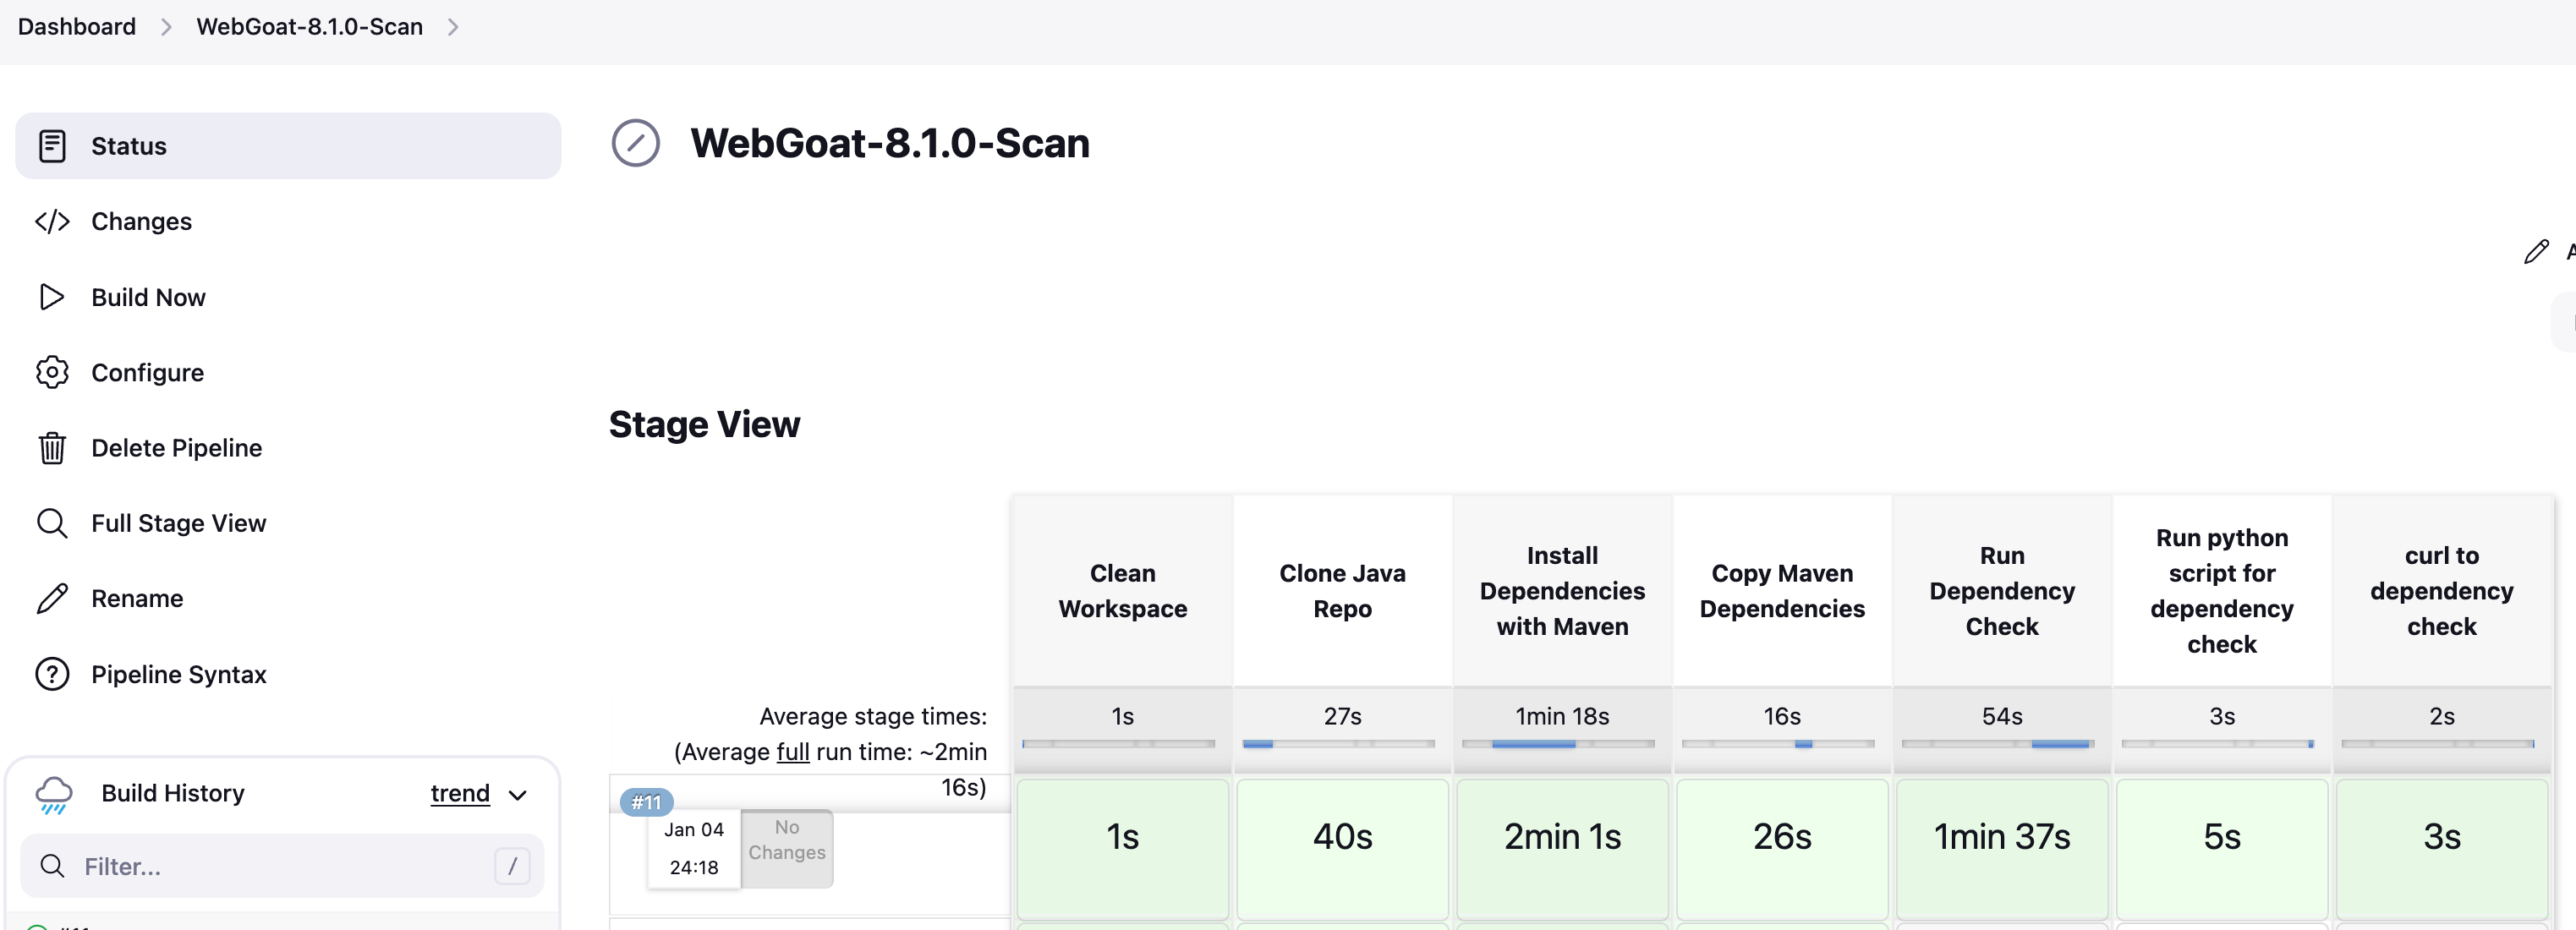 Dashboard
WebGoat-8.1.0-Scan
Status
Changes
Build Now
Configure
Delete Pipeline
Full Stage View
Rename
Pipeline Syntax
Build History
trend
Filter...
/
WebGoat-8.1.0-Scan
Stage View
Clean
Workspace
Clone Java
Repo
Install
Dependencies
with Maven
Copy Maven
Dependencies
Run
Dependency
Check
Run python
script for
dependency
check
curl to
dependency
check
Average stage times:
(Average full run time: ~2min
16s)
1s
27s
1min 18s
16s
54s
3s
2s
#11
Jan 04
24:18
No
Changes
1s
40s
2min 1s
26s
1min 37s
5s
3s